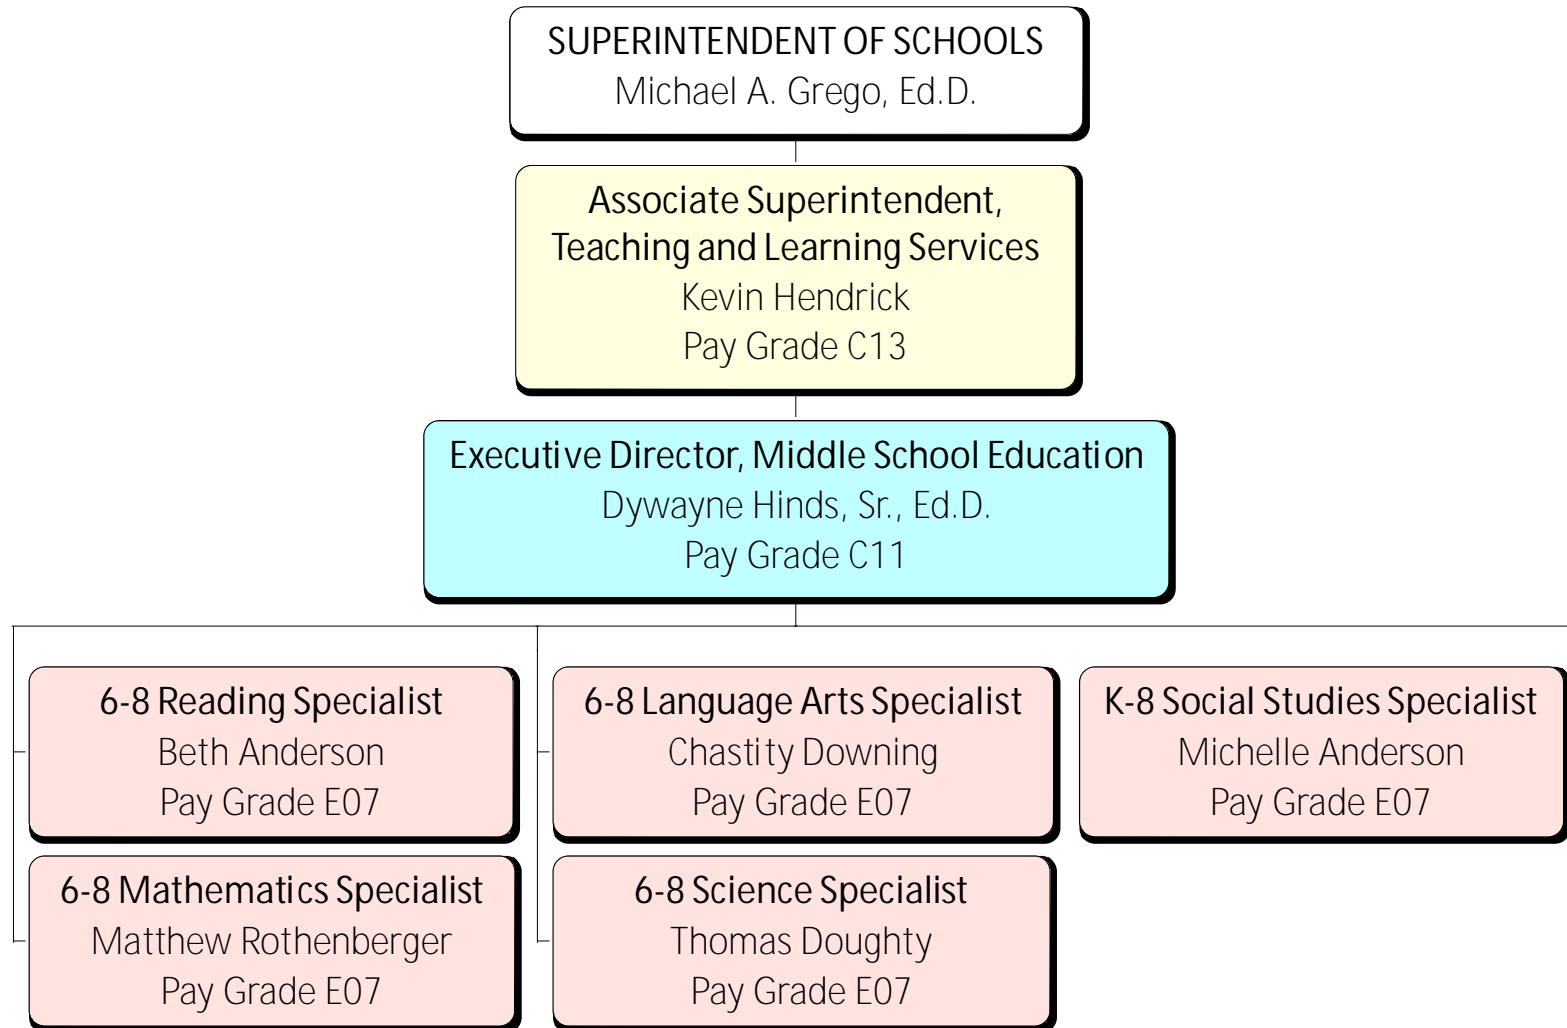 SUPERINTENDENT OF SCHOOLS
Michael A. Grego, Ed.D.
Associate Superintendent,
Teaching and Learning Services
Kevin Hendrick
Pay Grade C13
Executive Director, Middle School Education
Dywayne Hinds, Sr., Ed.D.
Pay Grade C11
6-8 Reading Specialist
Beth Anderson
Pay Grade E07
6-8 Language Arts Specialist
Chastity Downing
Pay Grade E07
K-8 Social Studies Specialist
Michelle Anderson
Pay Grade E07
6-8 Mathematics Specialist
Matthew Rothenberger
Pay Grade E07
6-8 Science Specialist
Thomas Doughty
Pay Grade E07